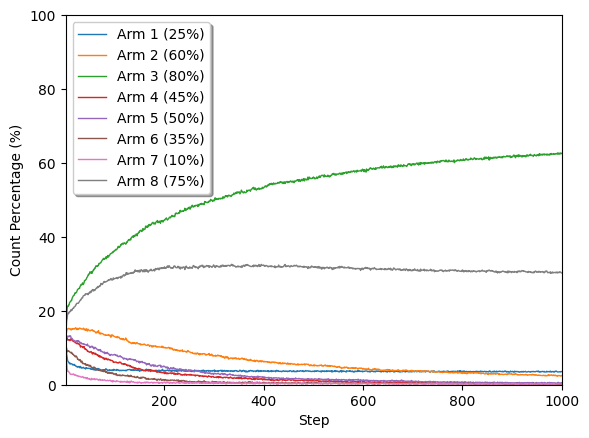 100
80
60
40
20
0
Count Percentage (%)
Arm 1 (25%)
Arm 2 (60%)
Arm 3 (80%)
Arm 4 (45%)
Arm 5 (50%)
Arm 6 (35%)
Arm 7 (10%)
Arm 8 (75%)
200 400 600 800 1000
Step